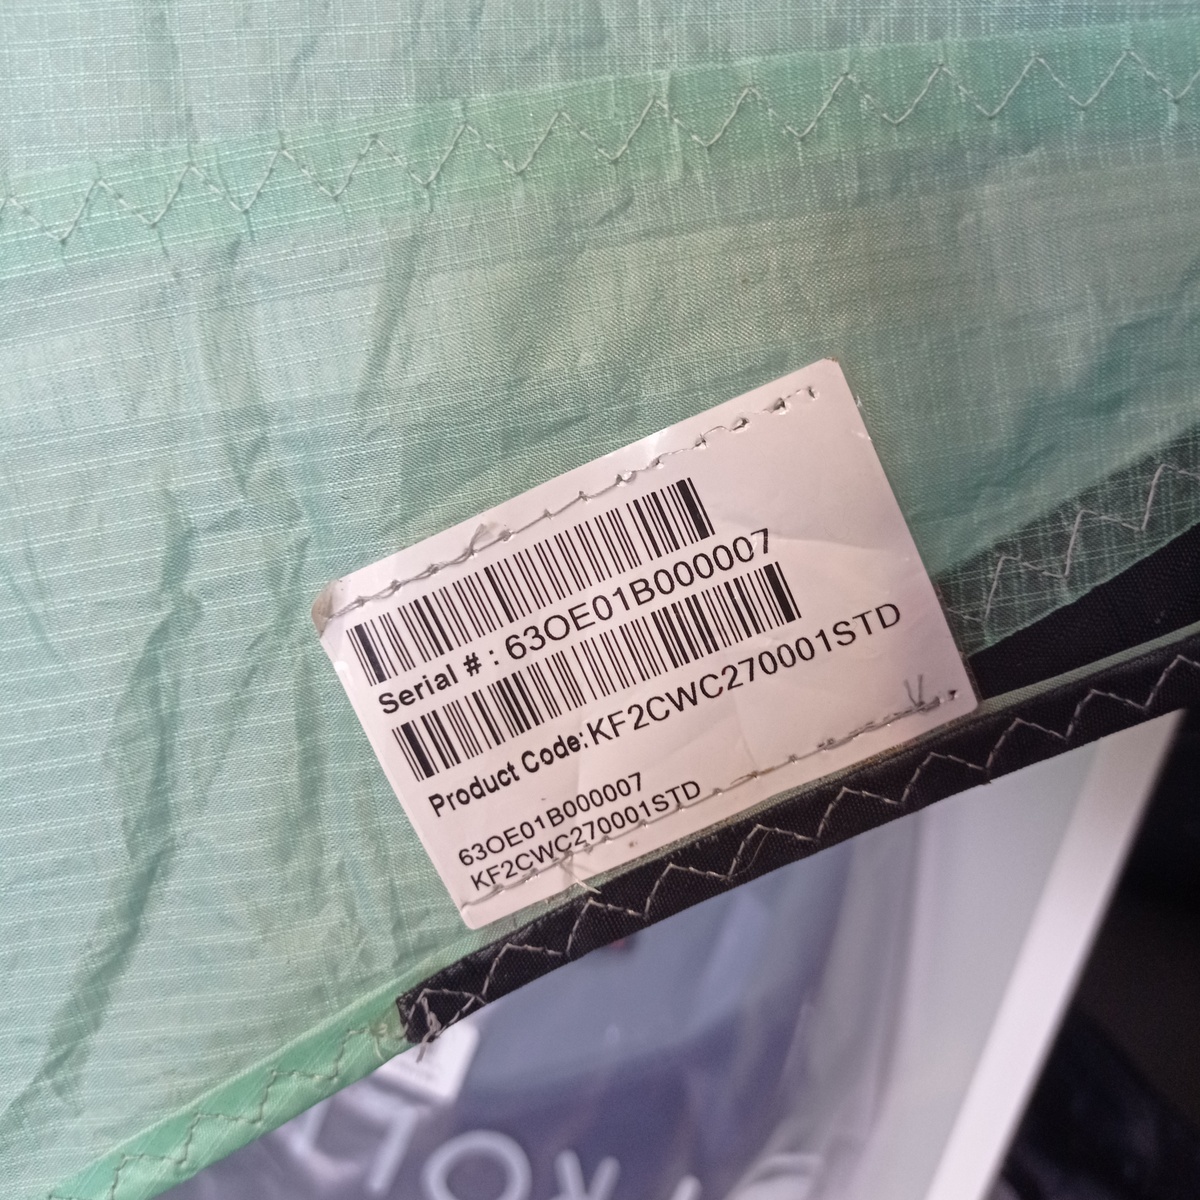 Serial # : 63OE01B000007
Product Code:KF2CWC270001STD
63OE01B000007
KF2CWC270001STD